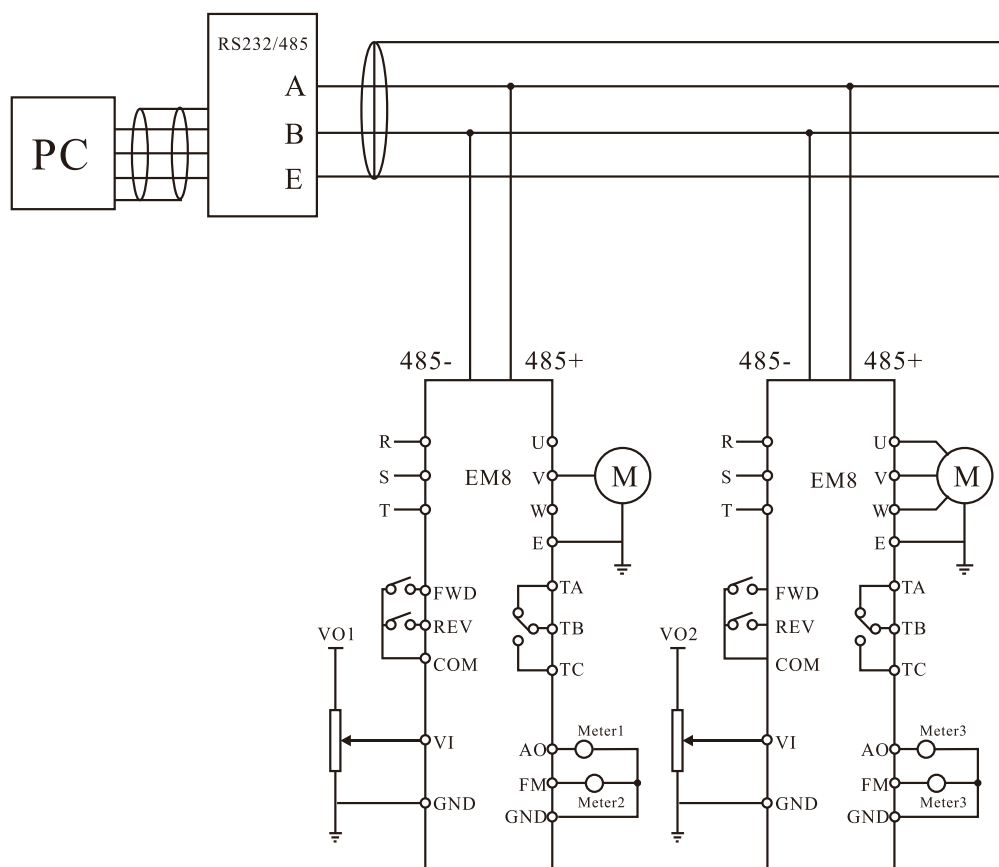 RS232/485
A
PC
B
E
485-
485+
485-
485+
R
U
R
U
S
EM8
V
M
S
EM8
V
M
T
W
T
W
E
E
FWD
TA
FWD
TA
REV
TB
REV
TB
VO1
VO2
COM
TC
COM
TC
Meter1
Meter3
VI
AO
VI
AO
FM
FM
Meter2
Meter3
GND
GND
GND
GND